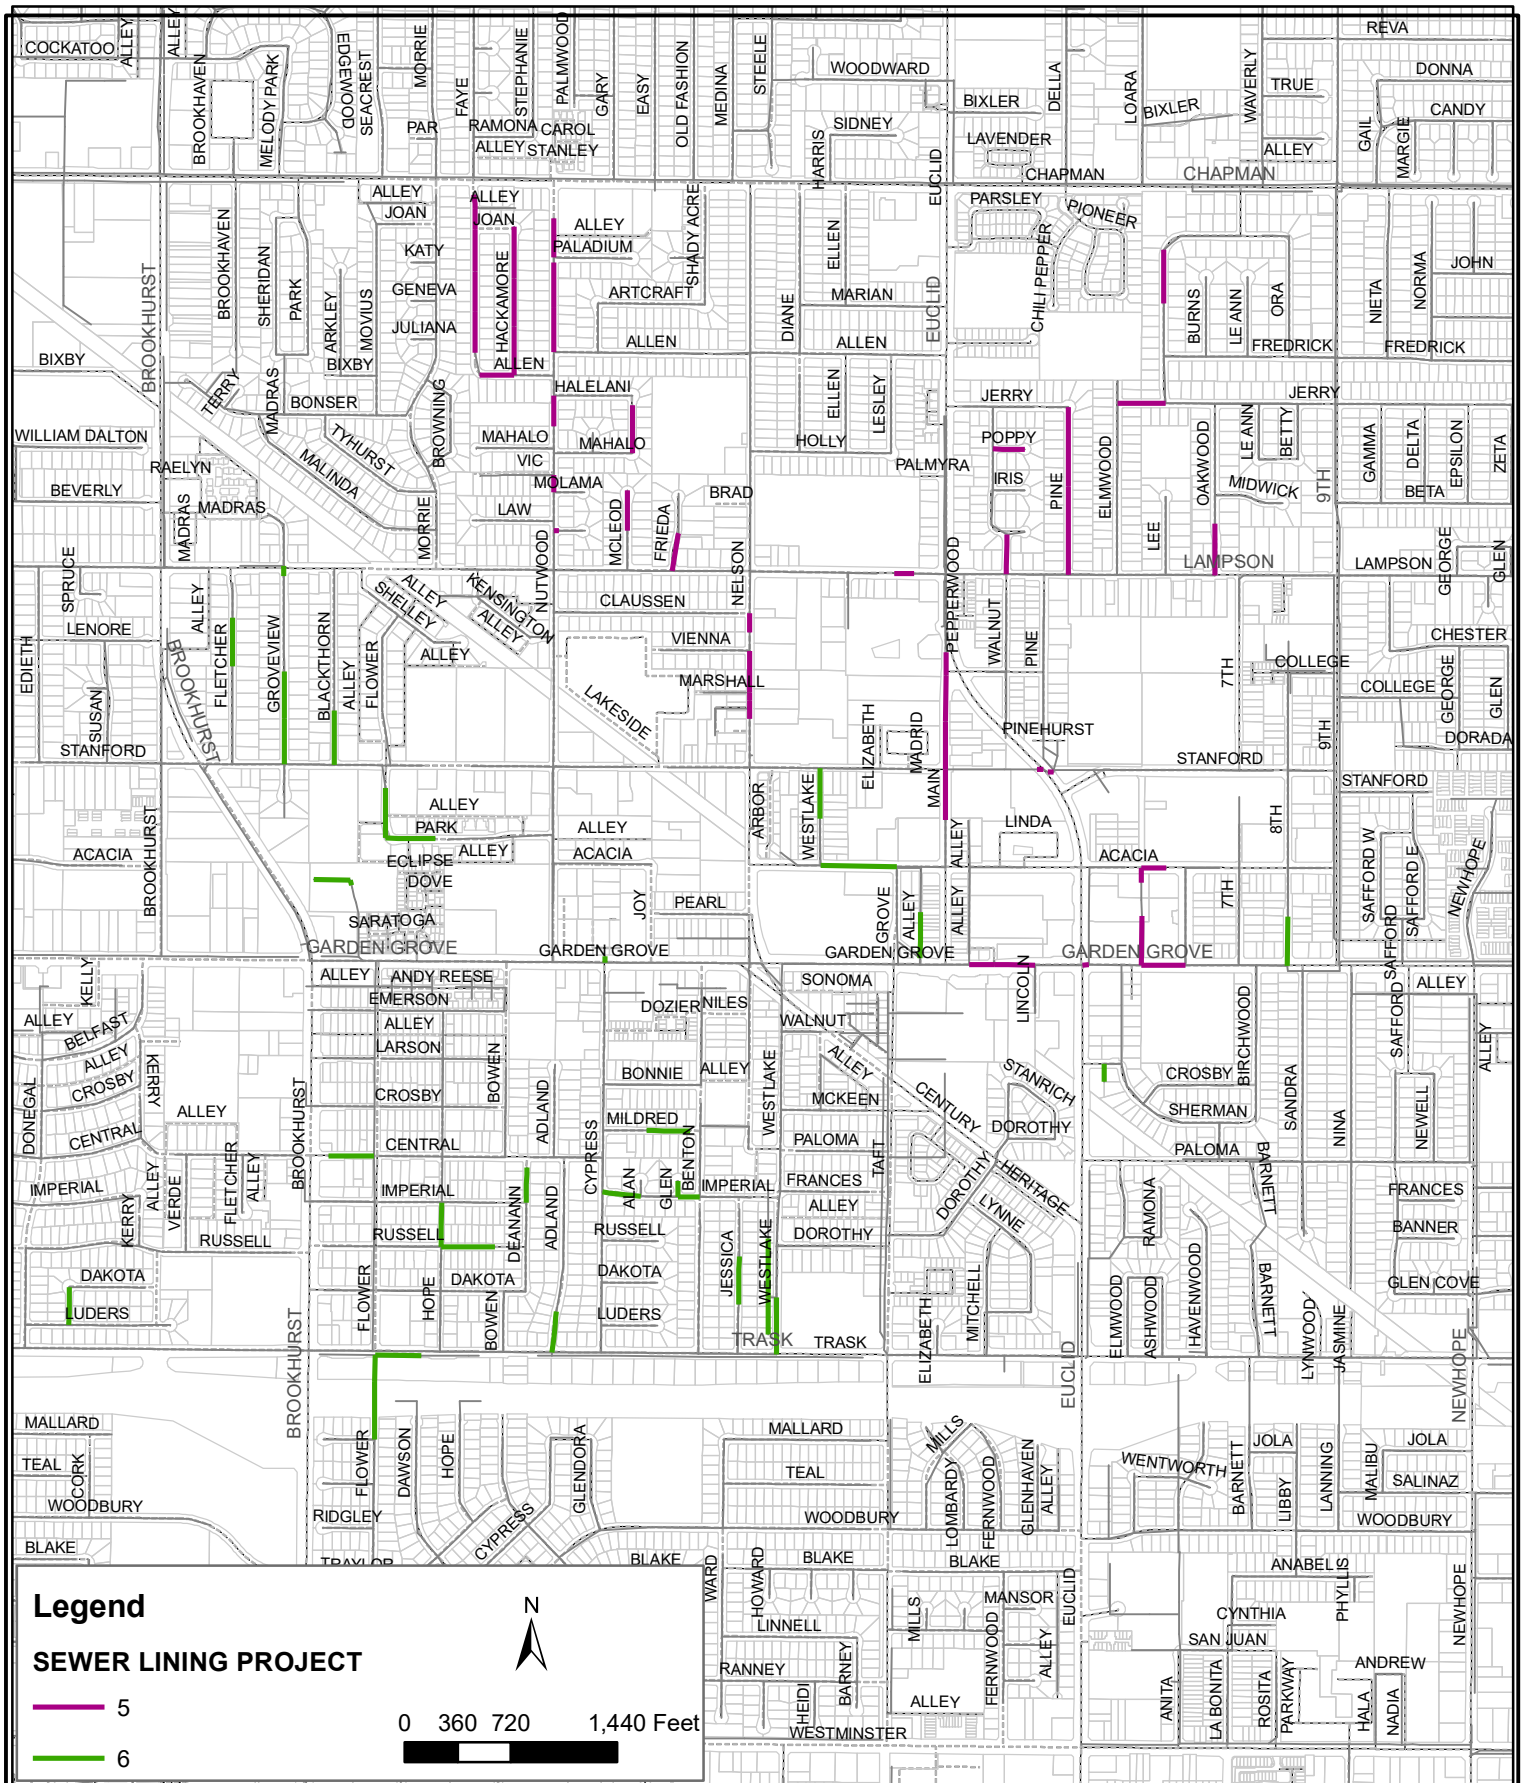 COCKATOO
ALLEY
ALLEY
BROOKHAVEN
MELODY PARK
EDGEWOOD
SEACREST
MORRIE
FAYE
STEPHANIE
PALMWOOD
GARY
EASY
OLD FASHION
MEDINA
STEELE
WOODWARD
DELLA
LOARA
WAVERLY
REVA
DONNA
TRUE
CANDY
BIXLER
BIXLER
PAR
RAMONA
CAROL
ALLEY
STANLEY
HARRIS
SIDNEY
EUCLID
LAVENDER
GAIL
MARGIE
ALLEY
CHAPMAN
CHAPMAN
ALLEY
JOAN
ALLEY
JOAN
SHADY ACRE
PARSLEY
PIONEER
BROOKHAVEN
SHERIDAN
PARK
ARKLEY
MOVIUS
KATY
GENEVA
JULIANA
HACKAMORE
ALLEY
PALADIUM
ARTCRAFT
ALLEN
DIANE
ELLEN
MARIAN
ALLEN
EUCLID
CHILI PEPPER
BURNS
LE ANN
ORA
FREDRICK
NIETA
NORMA
JOHN
FREDRICK
BROOKHURST
BIXBY
BIXBY
ALLEN
TERRY
MADRAS
BONSER
BROWNING
HALELANI
ELLEN
LESLEY
JERRY
JERRY
WILLIAM DALTON
TYHURST
MALINDA
MAHALO
MAHALO
HOLLY
POPPY
RAELYN
VIC
PALMYRA
BEVERLY
MADRAS
MADRAS
MOLAMA
LAW
MORRIE
NUTWOOD
MCLEOD
FRIEDA
BRAD
NELSON
IRIS
PINE
ELMWOOD
LEE
OAKWOOD
LE ANN
BETTY
MIDWICK
9TH
GAMMA
DELTA
EPSILON
ZETA
BETA
PEPPERWOOD
LAMPSON
LAMPSON
GEORGE
GLEN
SPRUCE
LENORE
EDIETH
SUSAN
STANFORD
ALLEY
BROOKHURST
FLETCHER
GROVEVIEW
BLACKTHORN
ALLEY
FLOWER
ALLEY
SHELLEY
KENSINGTON
ALLEY
ALLEY
CLAUSSEN
VIENNA
MARSHALL
LAKESIDE
WALNUT
PINE
PINEHURST
7TH
COLLEGE
9TH
CHESTER
COLLEGE
GEORGE
GLEN
DORADA
STANFORD
STANFORD
ELIZABETH
MADRID
MAIN
BROOKHURST
ACACIA
ALLEY
PARK
ALLEY
ECLIPSE
DOVE
SARATOGA
ALLEY
ACACIA
JOY
PEARL
ARBOR
WESTLAKE
GROVE
ALLEY
ALLEY
ALLEY
LINDA
ACACIA
7TH
8TH
SAFFORD W
SAFFORD E
NEWHOPE
GARDEN GROVE
GARDEN GROVE
GARDEN GROVE
GARDEN GROVE
SAFFORD
KELLY
ALLEY
BELFAST
ALLEY
CROSBY
CENTRAL
DONEGAL
KERRY
IMPERIAL
ALLEY
ALLEY
VERDE
FLETCHER
ALLEY
KERRY
RUSSELL
DAKOTA
LUDERS
BROOKHURST
BROOKHURST
ALLEY
ANDY REESE
EMERSON
ALLEY
LARSON
CROSBY
BOWEN
CENTRAL
IMPERIAL
RUSSELL
DAKOTA
FLOWER
HOPE
BOWEN
DEANANN
ADLAND
ADLAND
CYPRESS
DOZIER
NILES
BONNIE
ALLEY
MILDRED
ALAN
GLEN
BENTON
IMPERIAL
RUSSELL
DAKOTA
LUDERS
JESSICA
WESTLAKE
WESTLAKE
SONOMA
WALNUT
ALLEY
MCKEEN
PALOMA
FRANCES
ALLEY
DOROTHY
TAFT
TRASK
TRASK
CENTURY
LINCOLN
STANRICH
DOROTHY
DOROTHY
HERITAGE
LYNNE
ELIZABETH
MITCHELL
EUCLID
CROSBY
SHERMAN
PALOMA
BIRCHWOOD
SANDRA
NINA
SAFFORD
ALLEY
ALLEY
NEWELL
FRANCES
BANNER
GLEN COVE
RAMONA
ELMWOOD
ASHWOOD
HAVENWOOD
BARNETT
BARNETT
LYNWOOD
JASMINE
NEWHOPE
MALLARD
TEAL
CORK
WOODBURY
BLAKE
FLOWER
DAWSON
HOPE
GLENDORA
RIDGLEY
CYPRESS
TRAYLOR
BLAKE
MALLARD
TEAL
WOODBURY
BLAKE
BLAKE
MILLS
LOMBARDY
FERNWOOD
GLENHAVEN
ALLEY
WENTWORTH
BARNETT
JOLA
LIBBY
LANNING
MALIBU
JOLA
SALINAZ
WOODBURY
WARD
HOWARD
LINNELL
RANNEY
HEIDI
BARNEY
WESTMINSTER
MILLS
MANSOR
FERNWOOD
ALLEY
ALLEY
EUCLID
ANABEL
PHYLLIS
CYNTHIA
SAN JUAN
ANITA
LA BONITA
ROSITA
PARKWAY
HALA
NADIA
ANDREW
NEWHOPE
Legend
SEWER LINING PROJECT
5
6
N
0 360 720 1,440 Feet